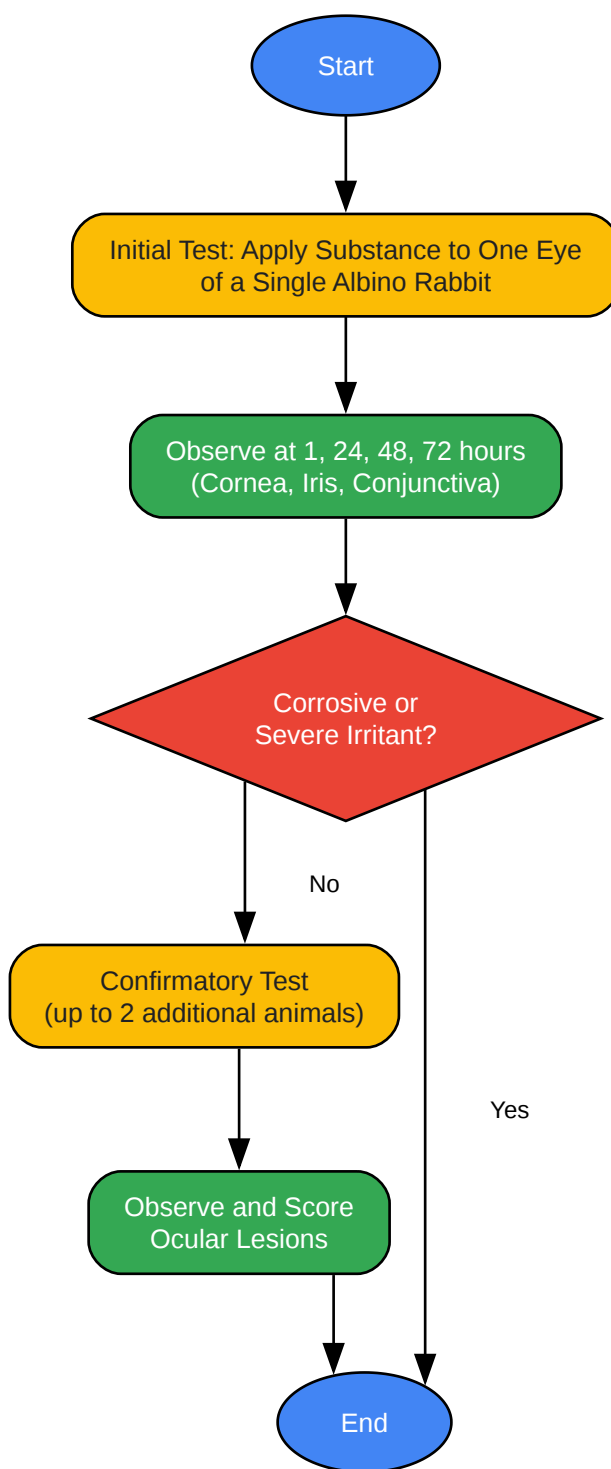 Start
Initial Test: Apply Substance to One Eye
of a Single Albino Rabbit
Observe at 1, 24, 48, 72 hours
(Cornea, Iris, Conjunctiva)
Corrosive or
Severe Irritant?
No
Confirmatory Test
(up to 2 additional animals)
Yes
Observe and Score
Ocular Lesions
End